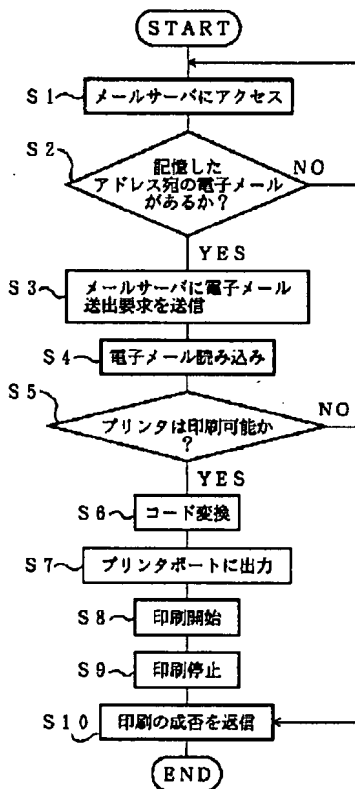 START
S1
メールサーバにアクセス
S2
記憶した
アドレス宛の電子メール
があるか?
NO
YES
S3
メールサーバに電子メール
送出要求を送信
S4
電子メール読み込み
S5
プリンタは印刷可能か
?
NO
YES
S6
コード変換
S7
プリンタポートに出力
S8
印刷開始
S9
印刷停止
S10
印刷の成否を返信
END